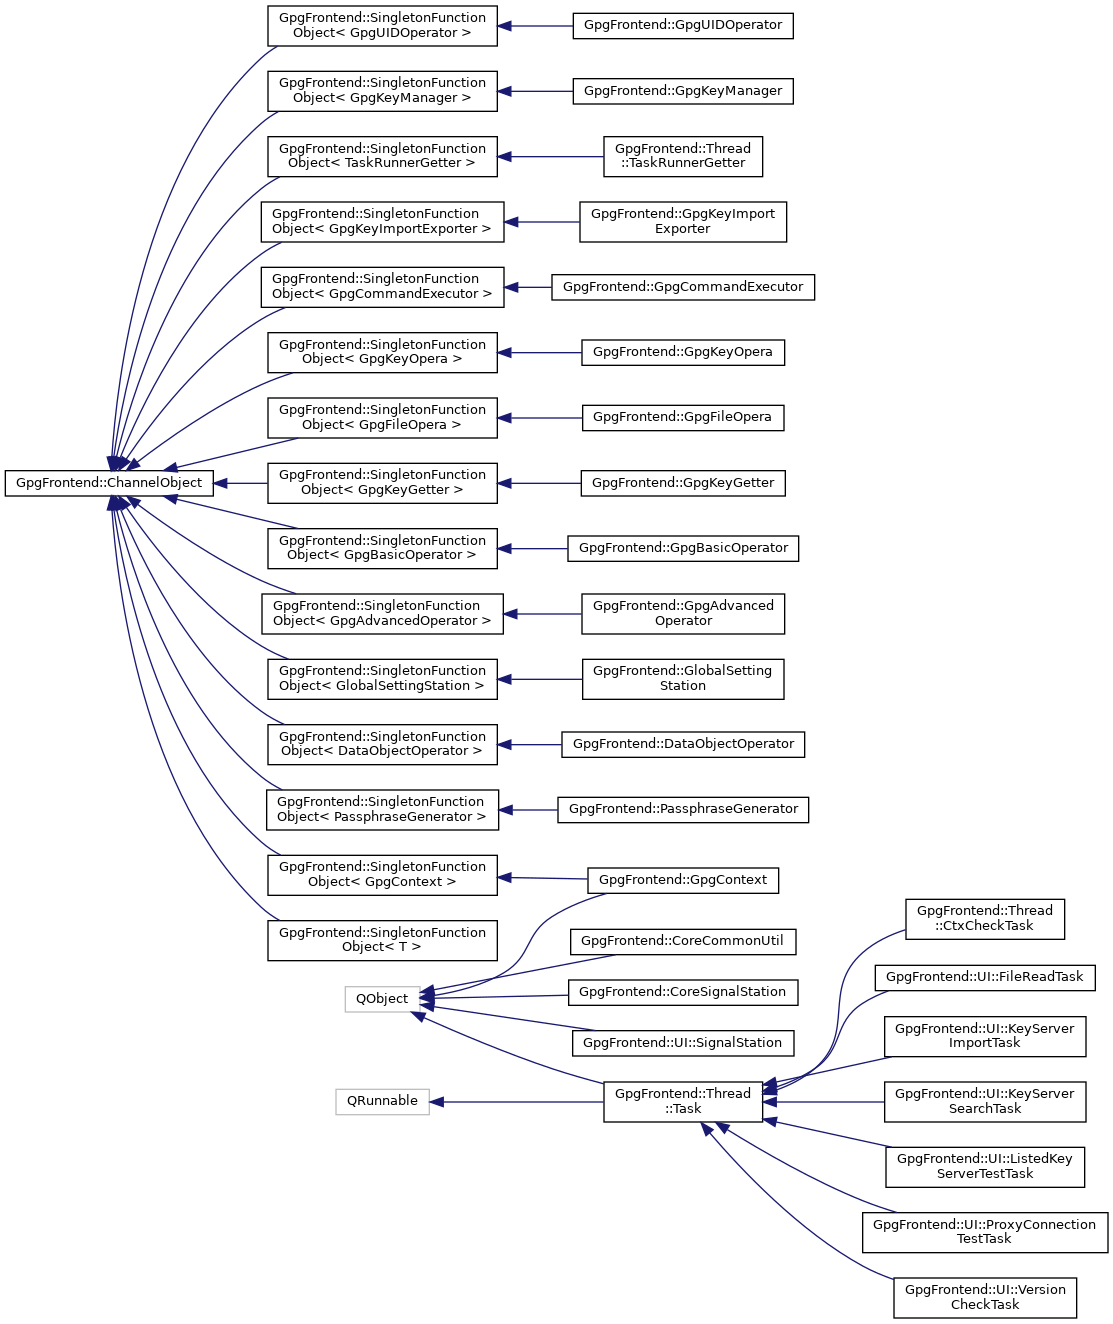 GpgFrontend::SingletonFunction
Object< GpgUIDOperator >
GpgFrontend::GpgUIDOperator
GpgFrontend::SingletonFunction
Object< GpgKeyManager >
GpgFrontend::GpgKeyManager
GpgFrontend::SingletonFunction
Object< TaskRunnerGetter >
GpgFrontend::Thread
::TaskRunnerGetter
GpgFrontend::SingletonFunction
Object< GpgKeyImportExporter >
GpgFrontend::GpgKeyImport
Exporter
GpgFrontend::SingletonFunction
Object< GpgCommandExecutor >
GpgFrontend::GpgCommandExecutor
GpgFrontend::SingletonFunction
Object< GpgKeyOpera >
GpgFrontend::GpgKeyOpera
GpgFrontend::SingletonFunction
Object< GpgFileOpera >
GpgFrontend::GpgFileOpera
GpgFrontend::ChannelObject
GpgFrontend::SingletonFunction
Object< GpgKeyGetter >
GpgFrontend::GpgKeyGetter
GpgFrontend::SingletonFunction
Object< GpgBasicOperator >
GpgFrontend::GpgBasicOperator
GpgFrontend::SingletonFunction
Object< GpgAdvancedOperator >
GpgFrontend::GpgAdvanced
Operator
GpgFrontend::SingletonFunction
Object< GlobalSettingStation >
GpgFrontend::GlobalSetting
Station
GpgFrontend::SingletonFunction
Object< DataObjectOperator >
GpgFrontend::DataObjectOperator
GpgFrontend::SingletonFunction
Object< PassphraseGenerator >
GpgFrontend::PassphraseGenerator
GpgFrontend::SingletonFunction
Object< GpgContext >
GpgFrontend::GpgContext
GpgFrontend::SingletonFunction
Object< T >
QObject
GpgFrontend::CoreCommonUtil
GpgFrontend::CoreSignalStation
GpgFrontend::UI::SignalStation
QRunnable
GpgFrontend::Thread
::Task
GpgFrontend::Thread
::CtxCheckTask
GpgFrontend::UI::FileReadTask
GpgFrontend::UI::KeyServer
ImportTask
GpgFrontend::UI::KeyServer
SearchTask
GpgFrontend::UI::ListedKey
ServerTestTask
GpgFrontend::UI::ProxyConnection
TestTask
GpgFrontend::UI::Version
CheckTask